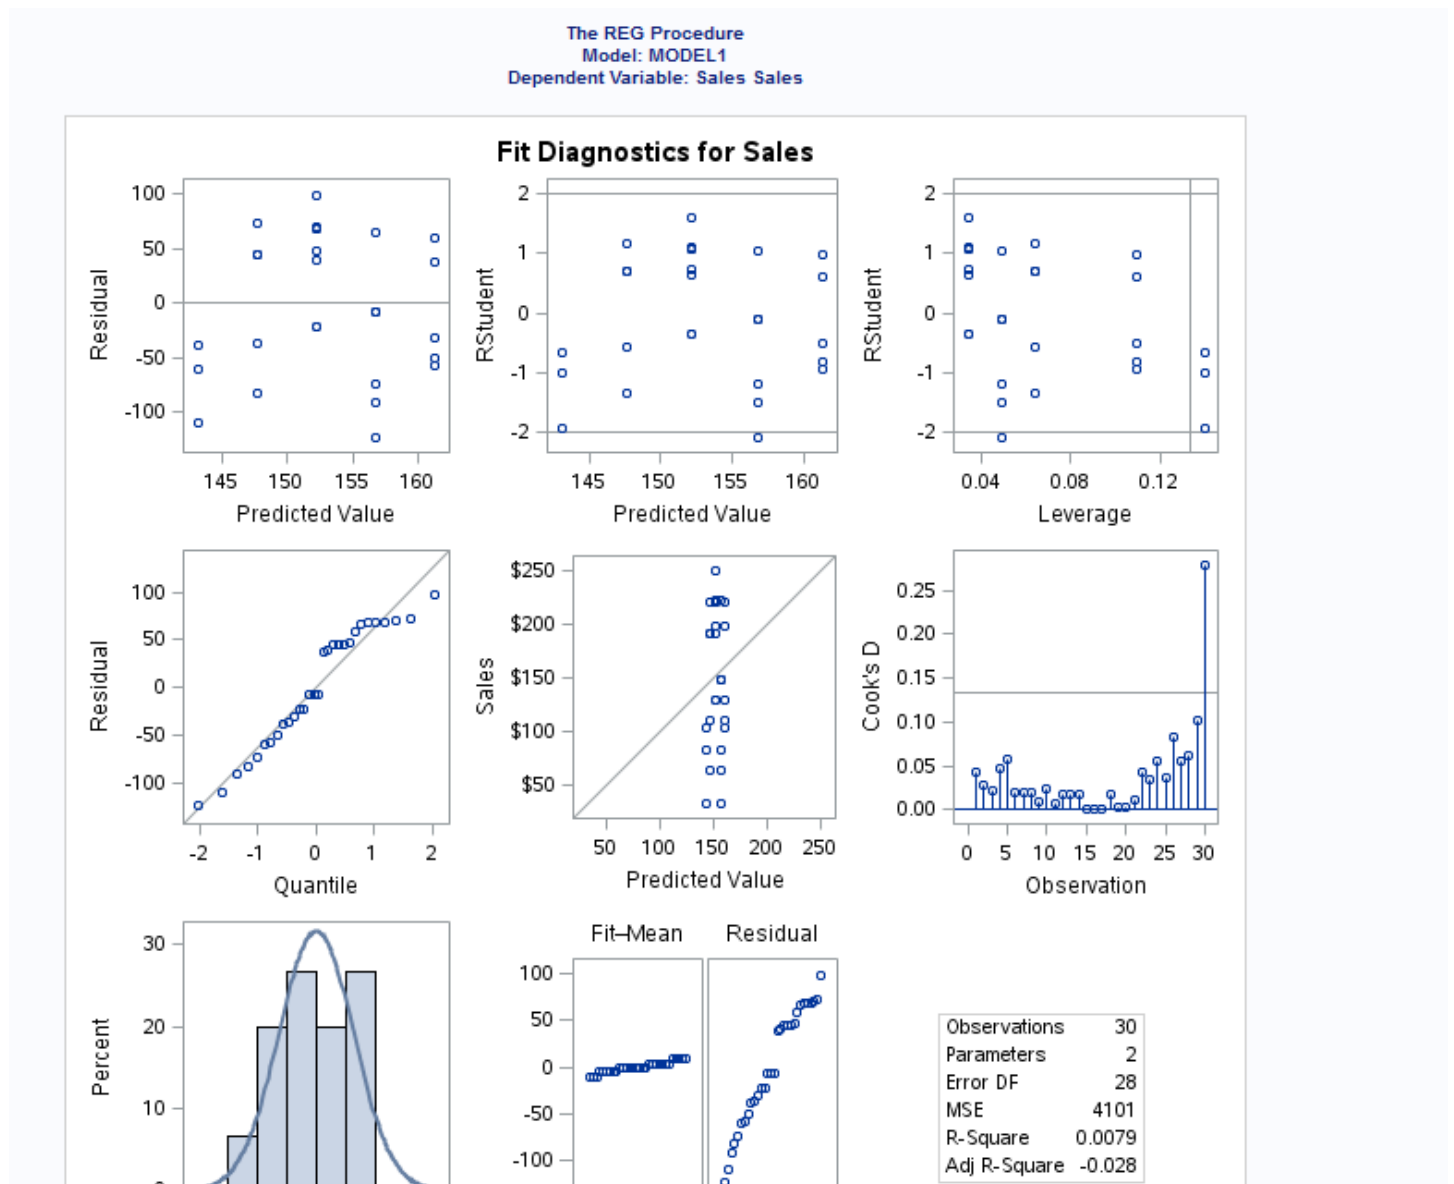 The REG Procedure
Model: MODEL1
Dependent Variable: Sales Sales
Fit Diagnostics for Sales
100
50
0
-50
-100
Residual
145 150 155 160
Predicted Value
2
1
0
-1
-2
RStudent
145 150 155 160
Predicted Value
2
1
0
-1
-2
RStudent
0.04 0.08 0.12
Leverage
100
50
0
-50
-100
Residual
-2 -1 0 1 2
Quantile
$250
$200
$150
$100
$50
Sales
50 100 150 200 250
Predicted Value
0.25
0.20
0.15
0.10
0.05
0.00
Cook's D
0 5 10 15 20 25 30
Observation
30
20
10
Percent
Fit–Mean Residual
100
50
0
-50
-100
Observations 30
Parameters 2
Error DF 28
MSE 4101
R-Square 0.0079
Adj R-Square -0.028